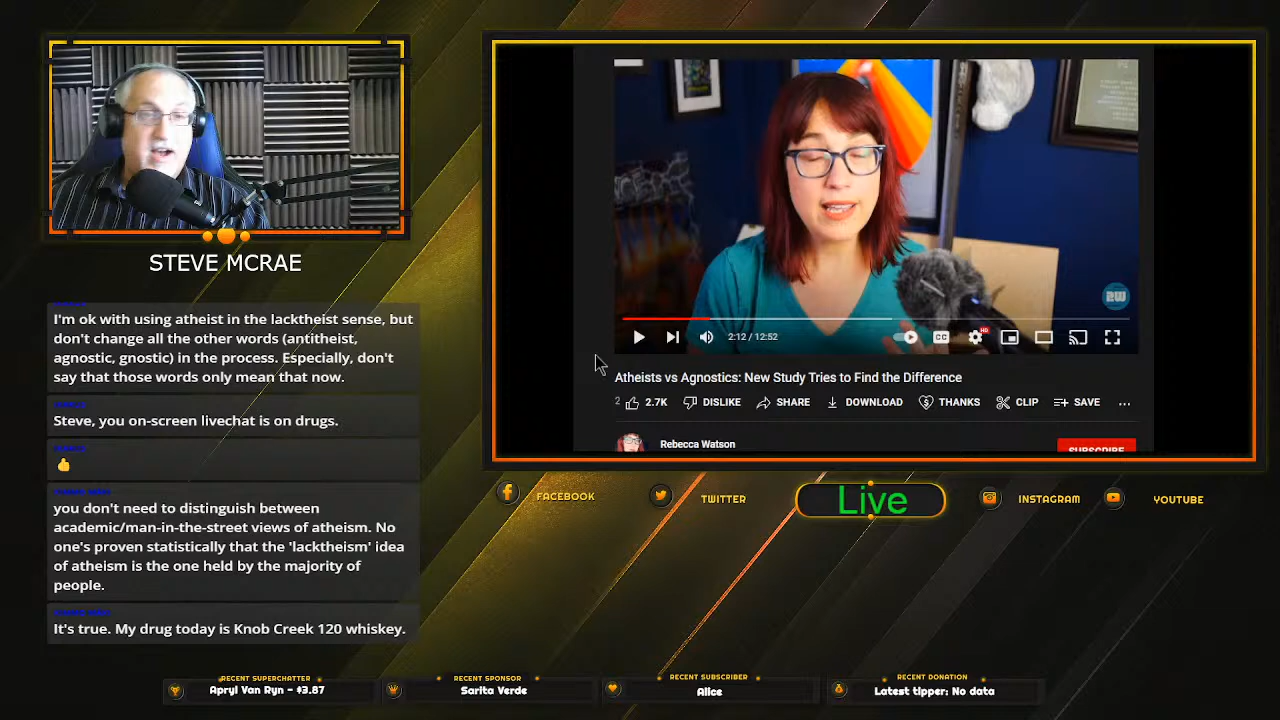 STEVE MCRAE
I'm ok with using atheist in the lacktheist sense, but
don't change all the other words (antitheist,
agnostic, gnostic) in the process. Especially, don't
say that those words only mean that now.
Steve, you on-screen livechat is on drugs.
you don't need to distinguish between
academic/man-in-the-street views of atheism. No
one's proven statistically that the 'lacktheism' idea
of atheism is the one held by the majority of
people.
It's true. My drug today is Knob Creek 120 whiskey.
RW
2:12 / 12:52
CC
HD
Atheists vs Agnostics: New Study Tries to Find the Difference
2
2.7K
DISLIKE
SHARE
DOWNLOAD
THANKS
CLIP
SAVE
Rebecca Watson
SUBSCRIBE
FACEBOOK
TWITTER
Live
INSTAGRAM
YOUTUBE
RECENT SUPERCHATTER
Apryl Van Ryn - $3.87
RECENT SPONSOR
Sarita Verde
RECENT SUBSCRIBER
Alice
RECENT DONATION
Latest tipper: No data